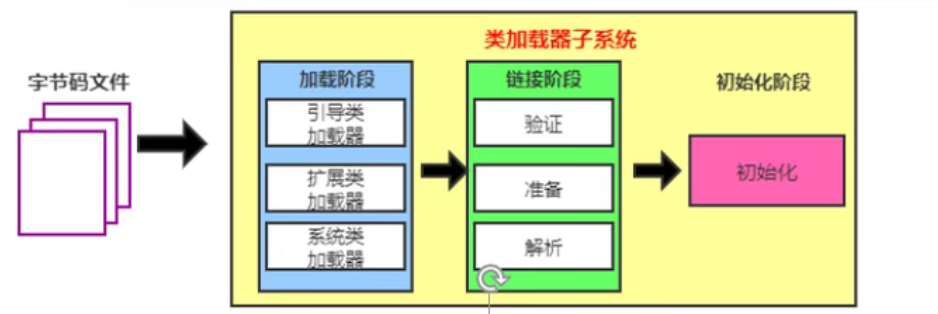 类加载器子系统
字节码文件
加载阶段
引导类
加载器
扩展类
加载器
系统类
加载器
链接阶段
验证
准备
解析
初始化阶段
初始化